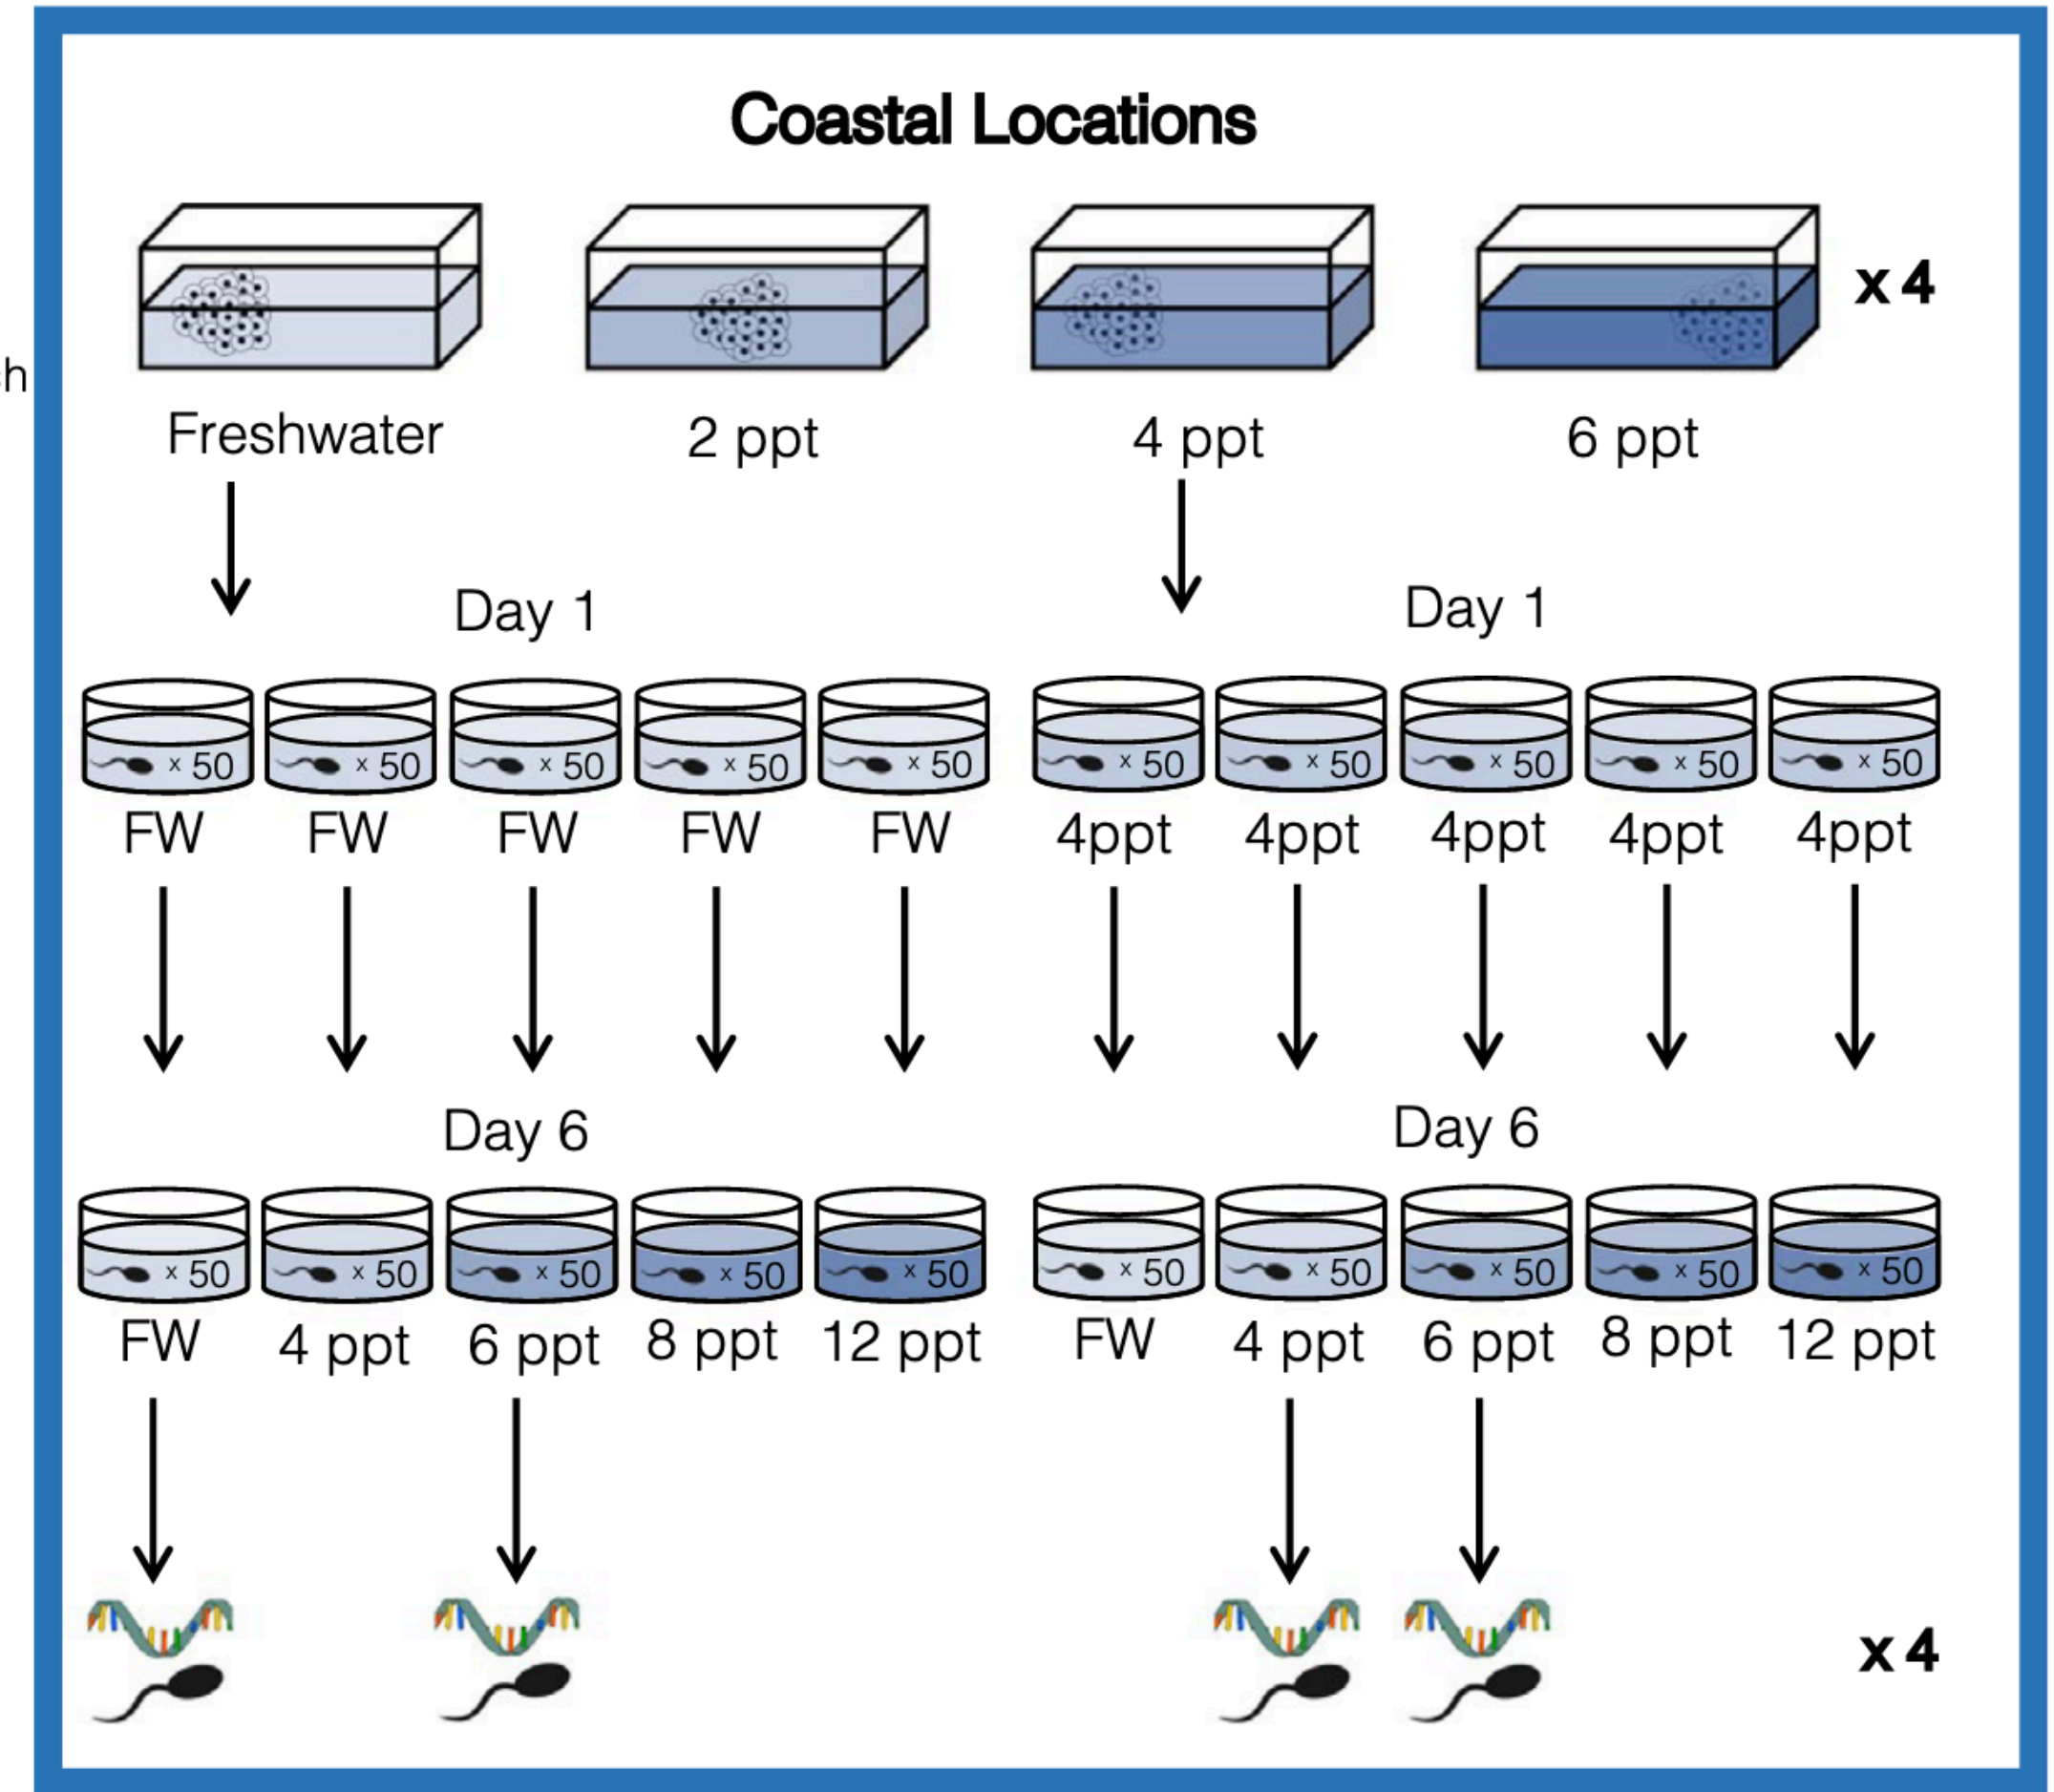 Coastal Locations
x 4
h
Freshwater 2 ppt 4 ppt 6 ppt
Day 1 Day 1
x 50 x 50 x 50 x 50 x 50 x 50 x 50 x 50 x 50 x 50
FW FW FW FW FW 4ppt 4ppt 4ppt 4ppt 4ppt
Day 6 Day 6
x 50 x 50 x 50 x 50 x 50 x 50 x 50 x 50 x 50 x 50
FW 4 ppt 6 ppt 8 ppt 12 ppt FW 4 ppt 6 ppt 8 ppt 12 ppt
x 4